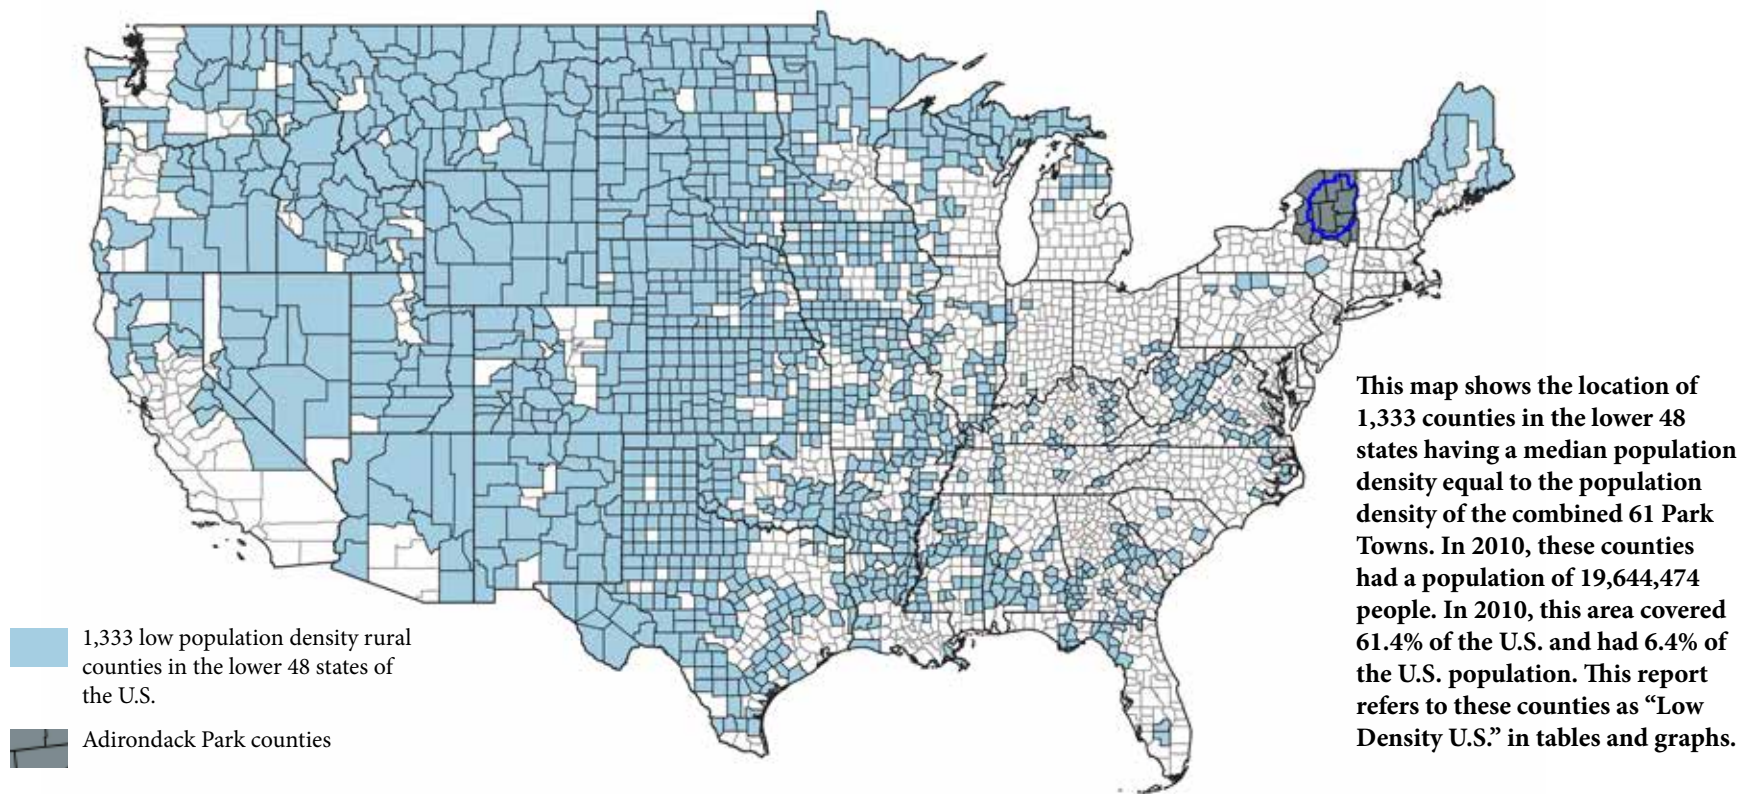 This map shows the location of
1,333 counties in the lower 48
states having a median population
density equal to the population
density of the combined 61 Park
Towns. In 2010, these counties
had a population of 19,644,474
people. In 2010, this area covered
61.4% of the U.S. and had 6.4% of
the U.S. population. This report
refers to these counties as “Low
Density U.S.” in tables and graphs.
1,333 low population density rural
counties in the lower 48 states of
the U.S.
Adirondack Park counties